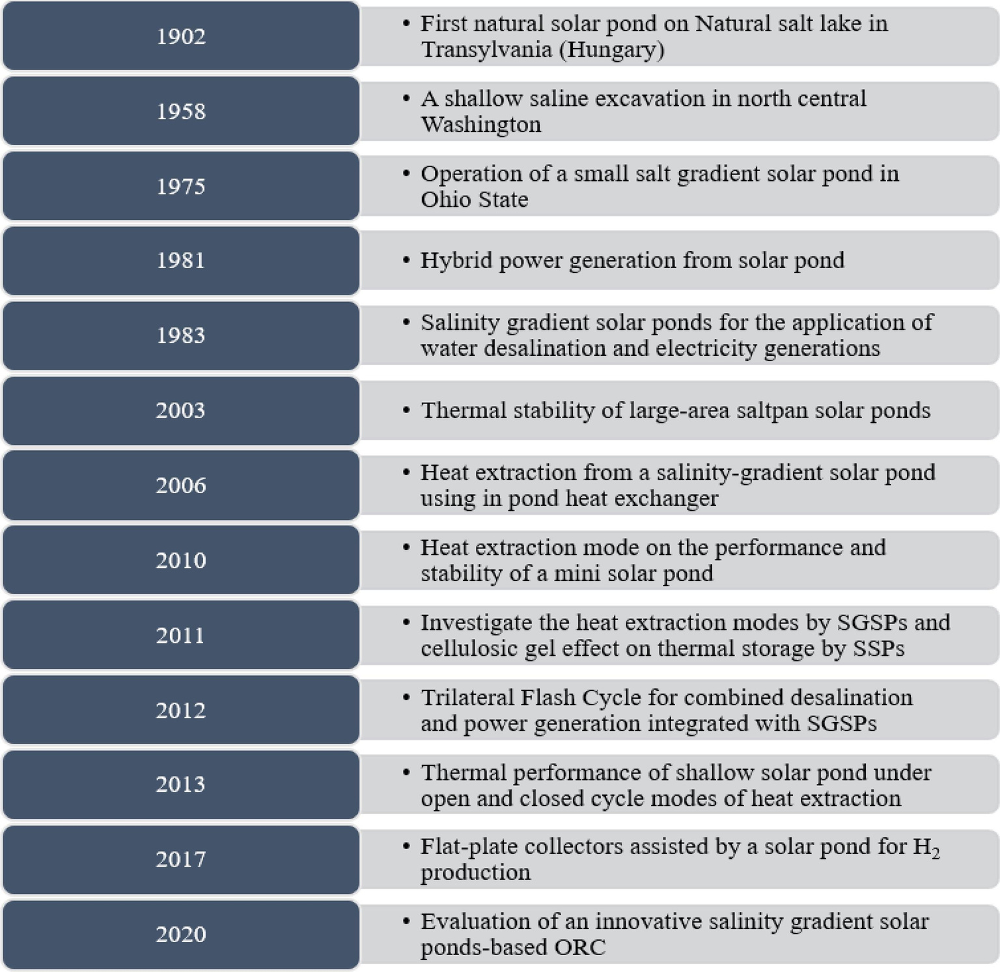 1902
• First natural solar pond on Natural salt lake in
Transylvania (Hungary)
1958
• A shallow saline excavation in north central
Washington
1975
• Operation of a small salt gradient solar pond in
Ohio State
1981
• Hybrid power generation from solar pond
1983
• Salinity gradient solar ponds for the application of
water desalination and electricity generations
2003
• Thermal stability of large-area saltpan solar ponds
2006
• Heat extraction from a salinity-gradient solar pond
using in pond heat exchanger
2010
• Heat extraction mode on the performance and
stability of a mini solar pond
2011
• Investigate the heat extraction modes by SGSPs and
cellulosic gel effect on thermal storage by SSPs
2012
• Trilateral Flash Cycle for combined desalination
and power generation integrated with SGSPs
2013
• Thermal performance of shallow solar pond under
open and closed cycle modes of heat extraction
2017
• Flat-plate collectors assisted by a solar pond for H₂
production
2020
• Evaluation of an innovative salinity gradient solar
ponds-based ORC